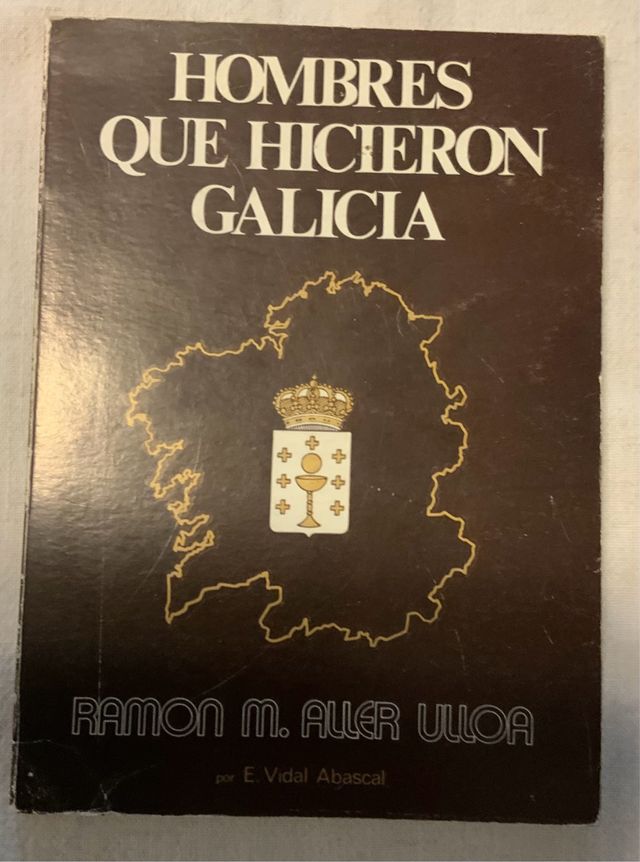 HOMBRES
QUE HICIERON
GALICIA
RAMON M. ALLER ULLOA
por E. Vidal Abascal